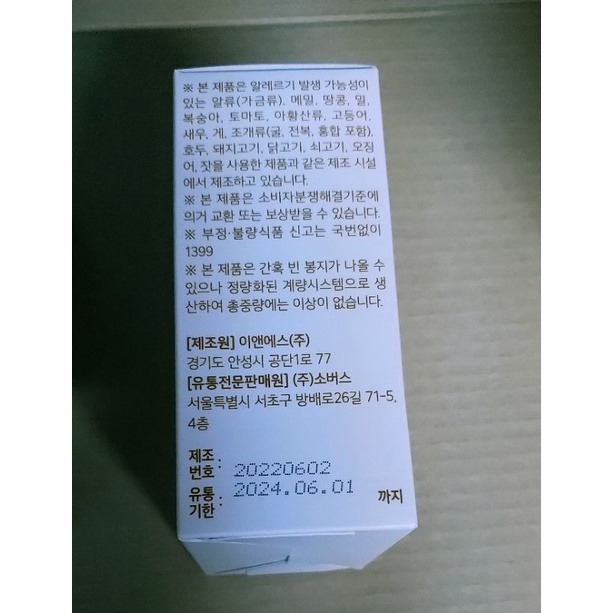 ※ 본 제품은 알레르기 발생 가능성이
있는 알류(가금류), 메밀, 땅콩, 밀,
복숭아, 토마토, 아황산류, 고등어,
새우, 게, 조개류(굴, 전복, 홍합 포함),
호두, 돼지고기, 닭고기, 쇠고기, 오징
어, 잣을 사용한 제품과 같은 제조 시설
에서 제조하고 있습니다.
※ 본 제품은 소비자분쟁해결기준에
의거 교환 또는 보상받을 수 있습니다.
※ 부정·불량식품 신고는 국번없이
1399
※ 본 제품은 간혹 빈 봉지가 나올 수
있으나 정량화된 계량시스템으로 생
산하여 총중량에는 이상이 없습니다.
[제조원] 이앤에스(주)
경기도 안성시 공단1로 77
[유통전문판매원] (주)소버스
서울특별시 서초구 방배로26길 71-5,
4층
제조
번호 : 20220602
유통
기한 : 2024.06.01 까지